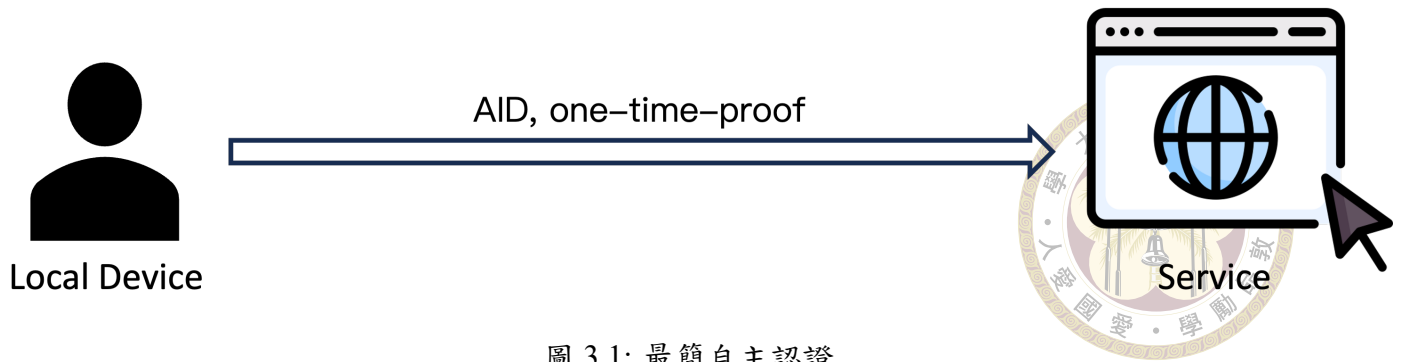 AID, one-time-proof
Local Device
Service
圖 3.1: 最簡自主認證